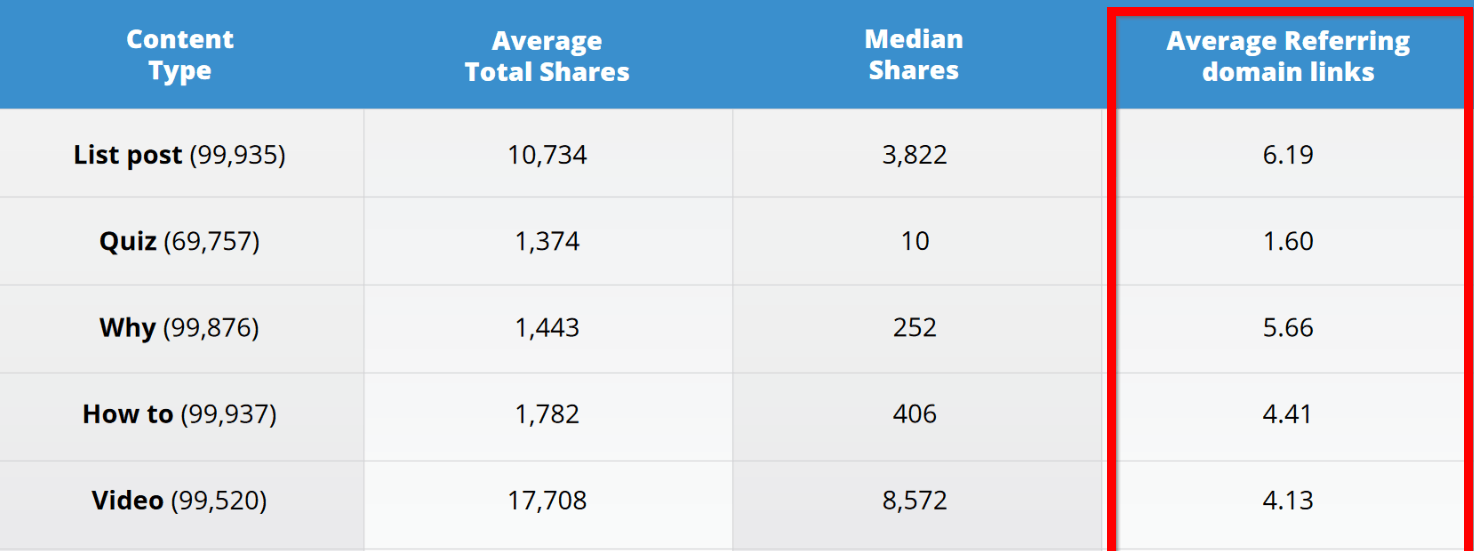 Content Type Average Total Shares Median Shares Average Referring domain links
List post (99,935) 10,734 3,822 6.19
Quiz (69,757) 1,374 10 1.60
Why (99,876) 1,443 252 5.66
How to (99,937) 1,782 406 4.41
Video (99,520) 17,708 8,572 4.13